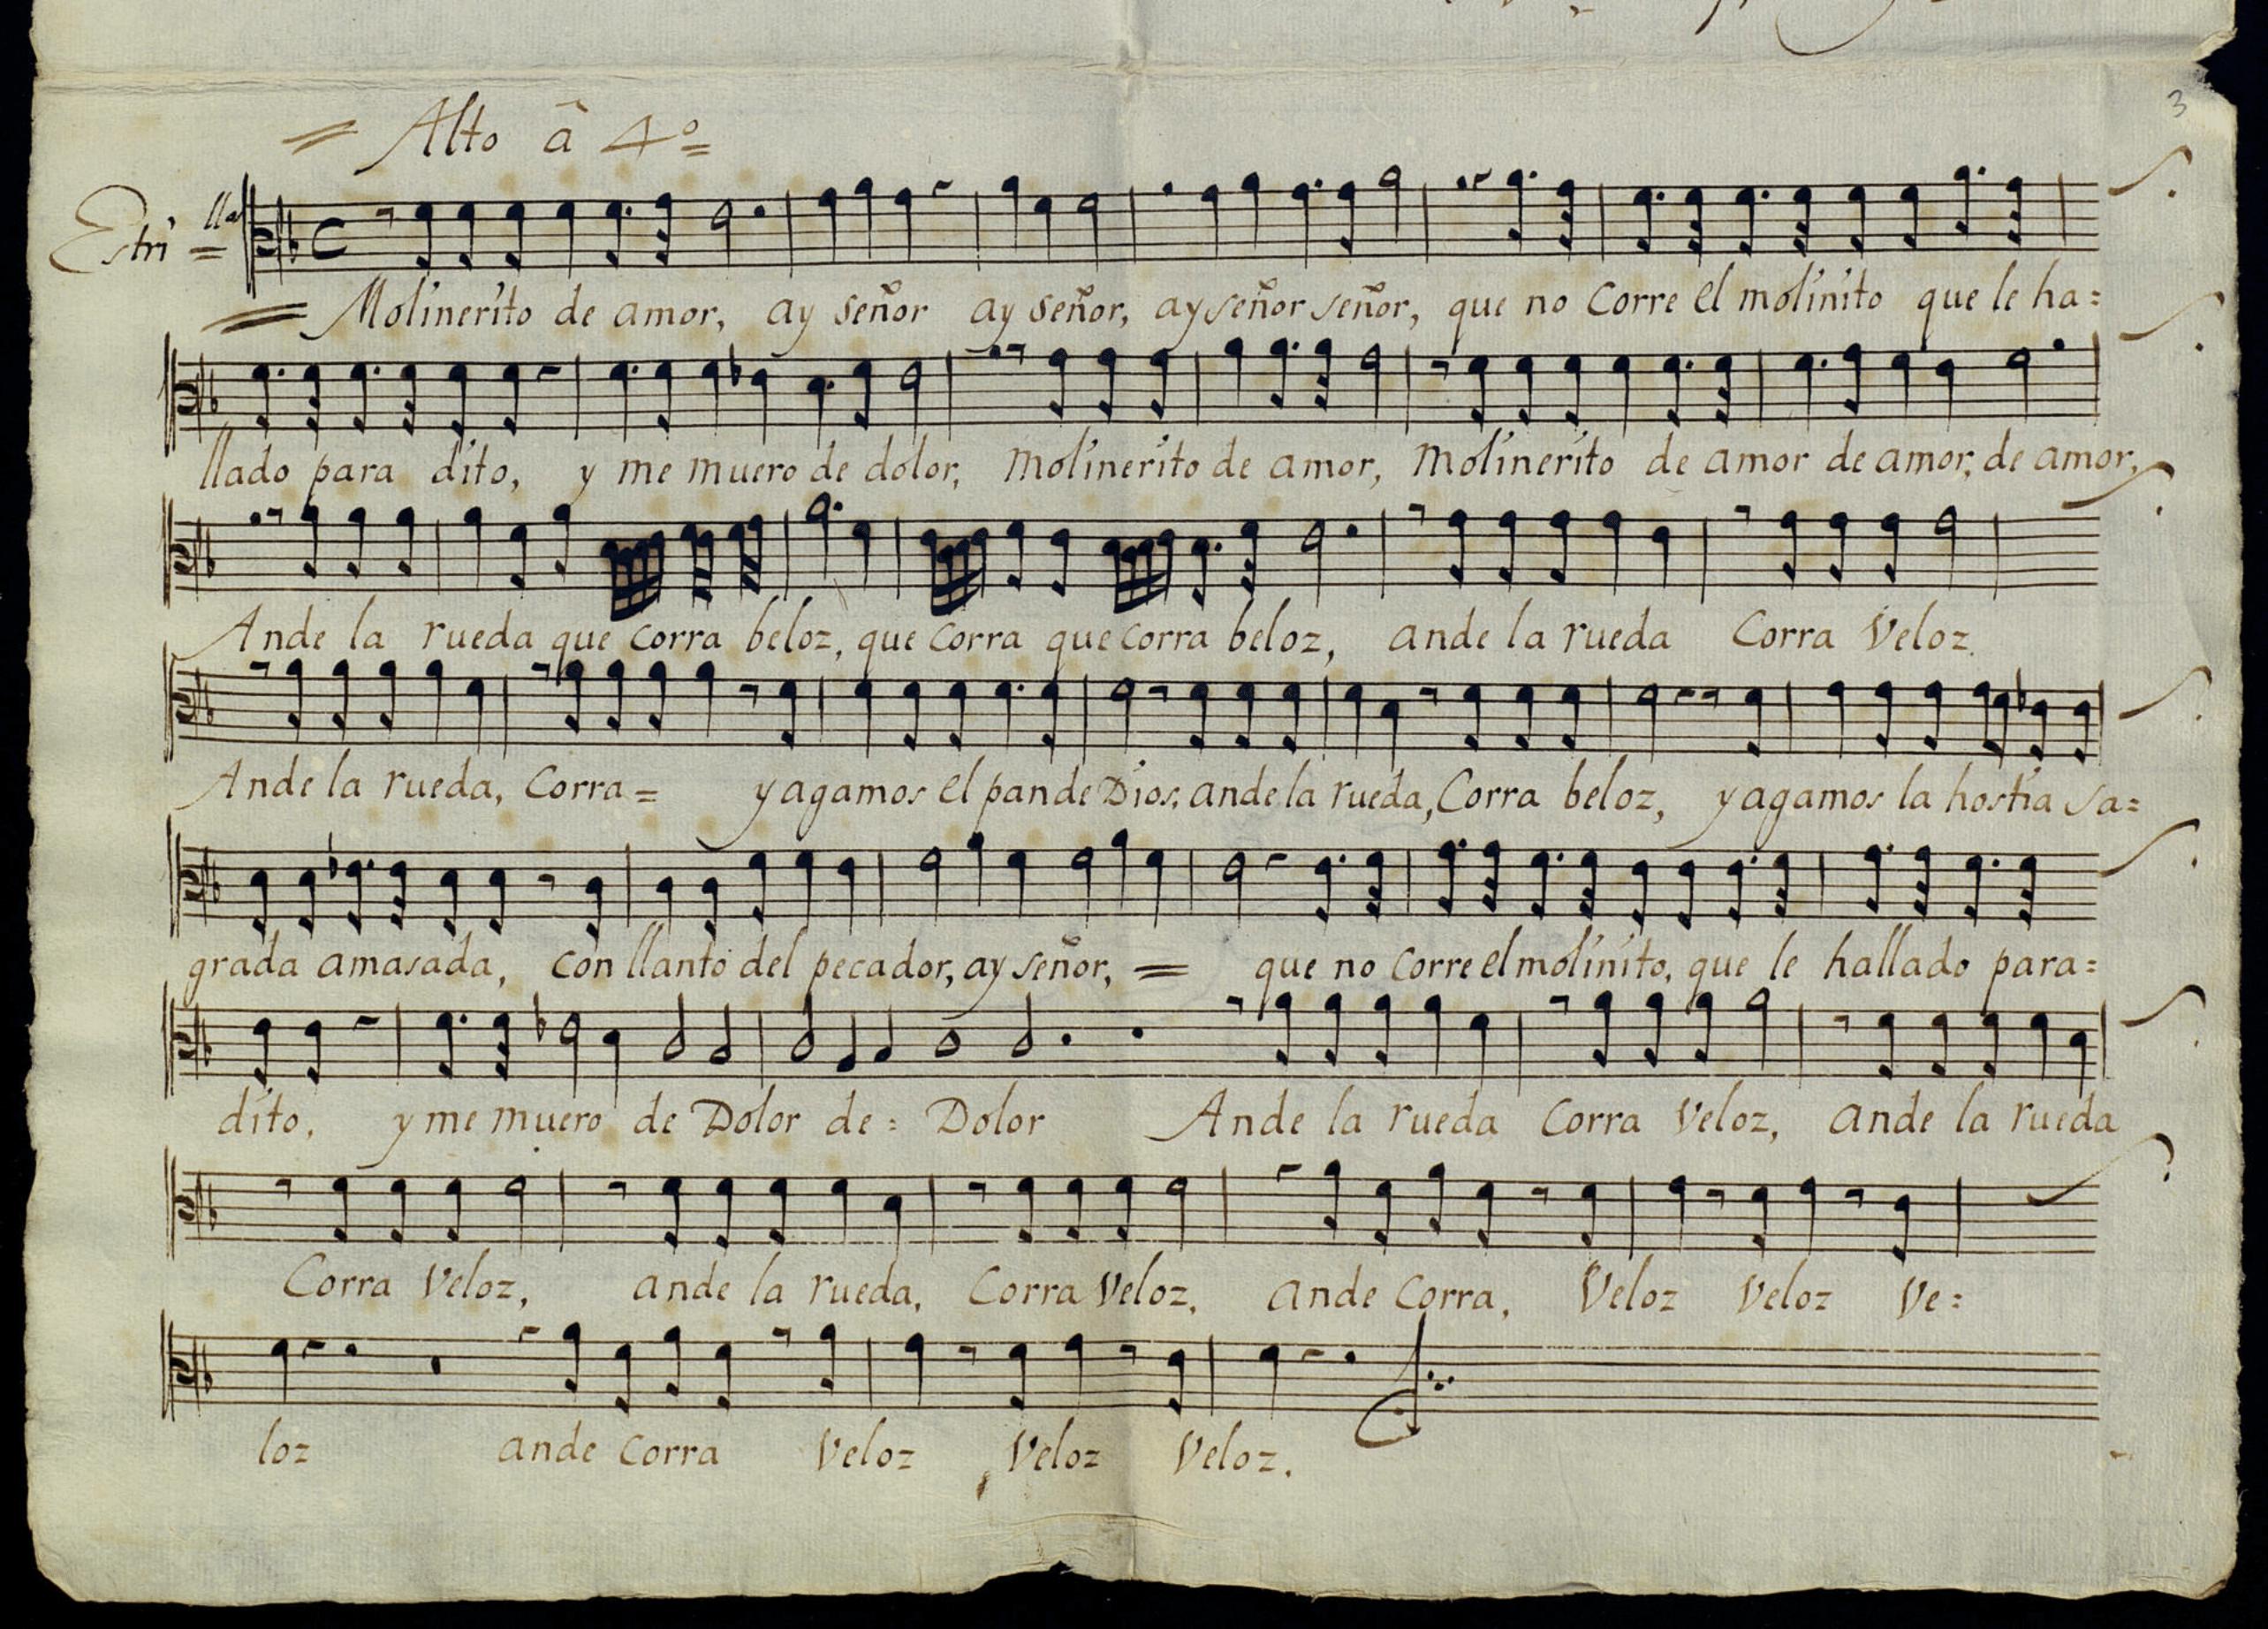 3
= Alto â 4º =
Estri lla =
= Molinerito de amor, ay señor ay señor, ay señor señor, que no corre el molinito que le ha=
llado para dito, y me muero de dolor, Molinerito de amor, Molinerito de amor de amor, de amor,
Ande la rueda que corra beloz, que corra que corra beloz, ande la rueda Corra Veloz.
Ande la rueda, Corra = y agamos el pan de Dios, ande la rueda, Corra beloz, y agamos la hostia sa=
grada amasada, con llanto del pecador, ay señor, = que no corre el molinito, que le hallado para=
dito, y me muero de Dolor de = Dolor Ande la rueda Corra Veloz, ande la rueda
Corra Veloz, ande la rueda, Corra Veloz, ande Corra, Veloz Veloz Ve=
loz ande Corra Veloz Veloz Veloz.